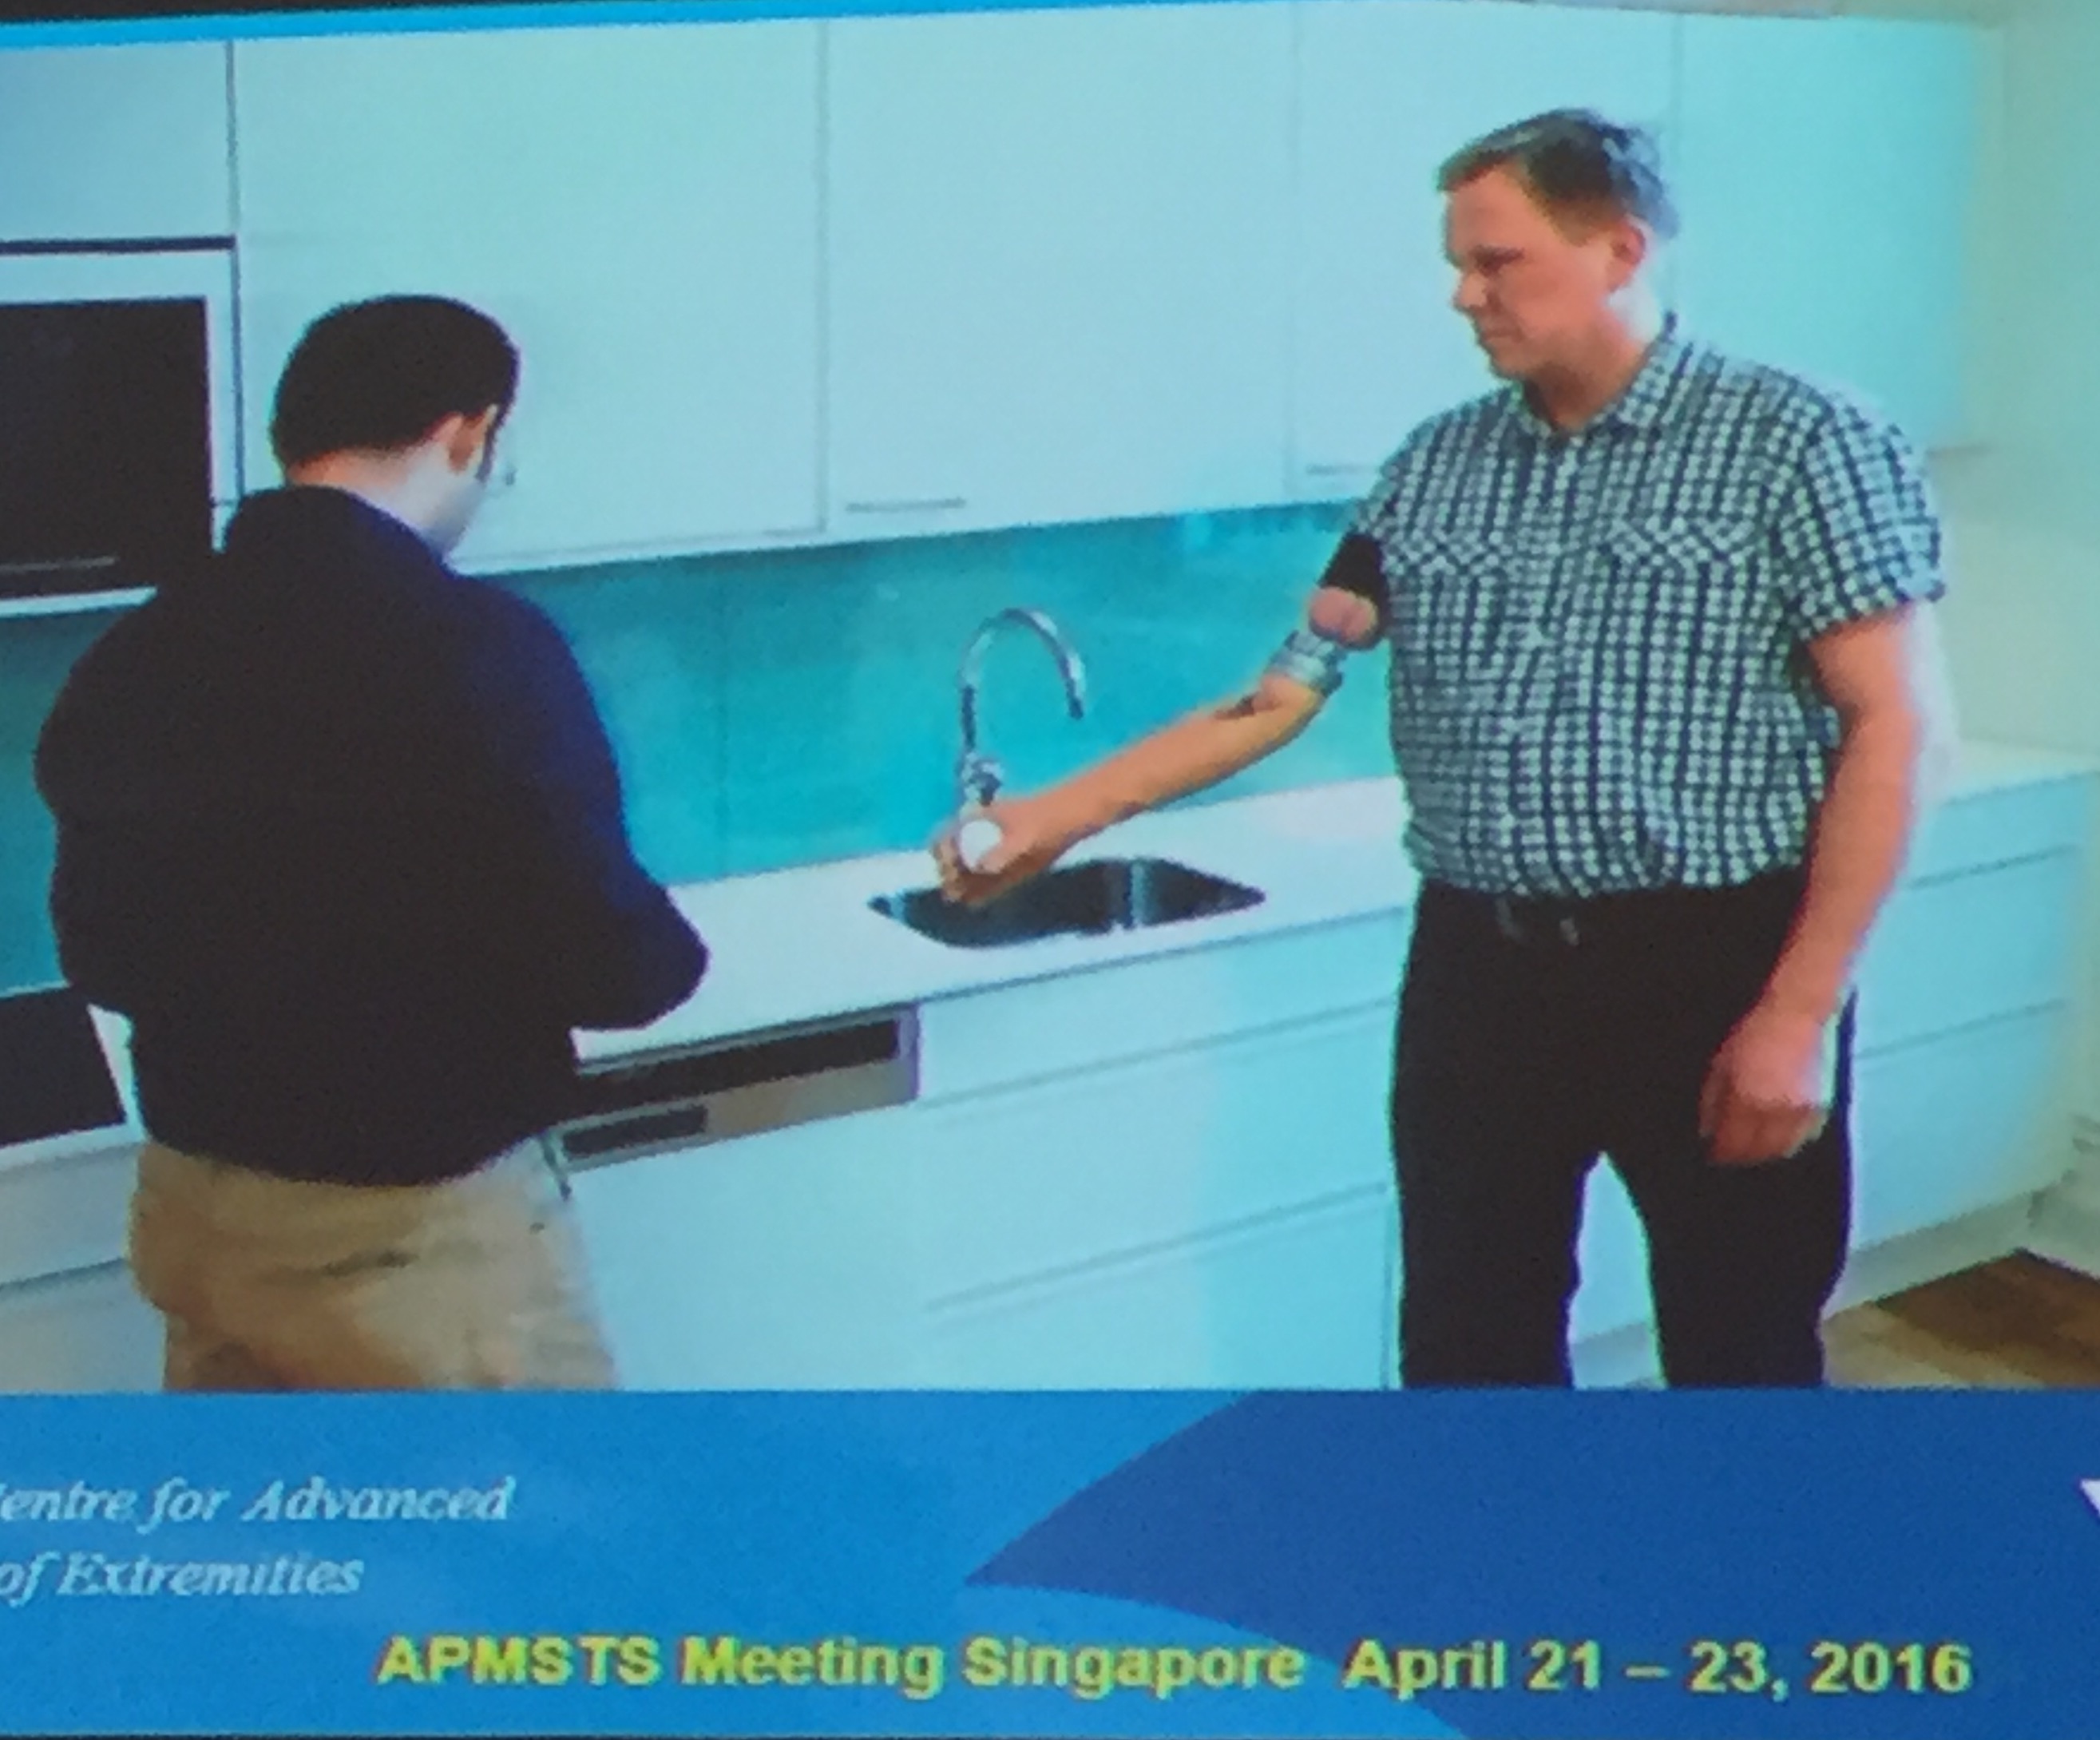 entre for Advanced
of Extremities
APMSTS Meeting Singapore April 21 – 23, 2016